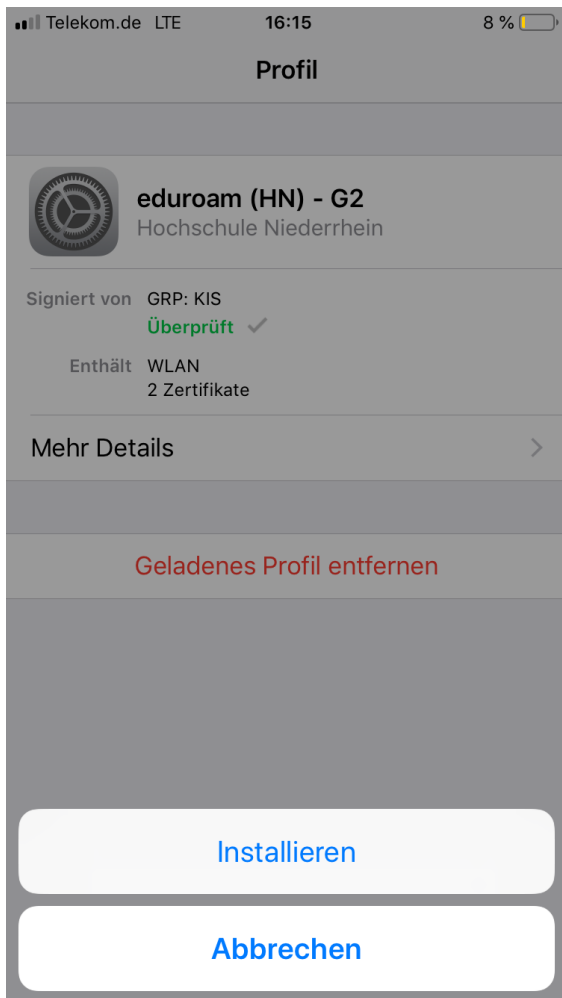 Telekom.de LTE 16:15 8 %
Profil
eduroam (HN) - G2
Hochschule Niederrhein
Signiert von GRP: KIS
Überprüft
Enthält WLAN
2 Zertifikate
Mehr Details
Geladenes Profil entfernen
Installieren
Abbrechen